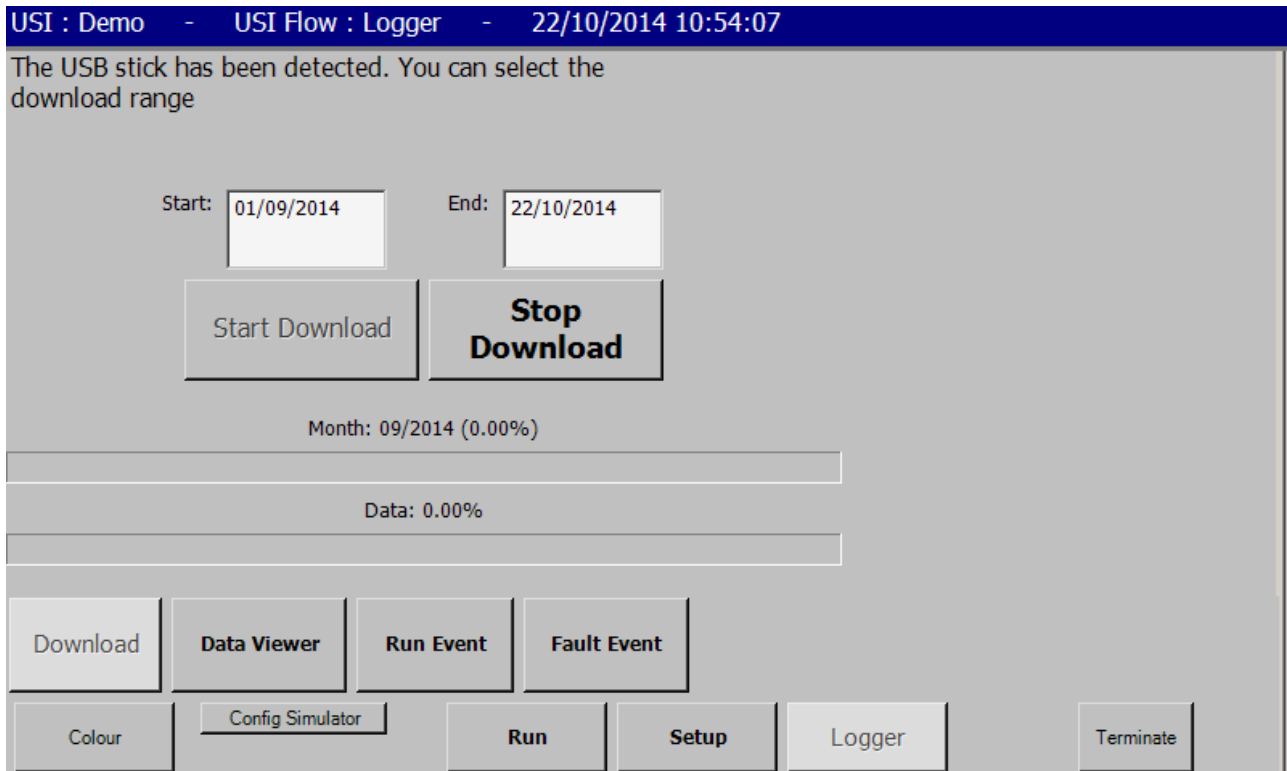 USI : Demo - USI Flow : Logger - 22/10/2014 10:54:07
The USB stick has been detected. You can select the
download range
Start: 01/09/2014 End: 22/10/2014
Start Download
Stop
Download
Month: 09/2014 (0.00%)
Data: 0.00%
Download Data Viewer Run Event Fault Event
Colour Config Simulator Run Setup Logger Terminate